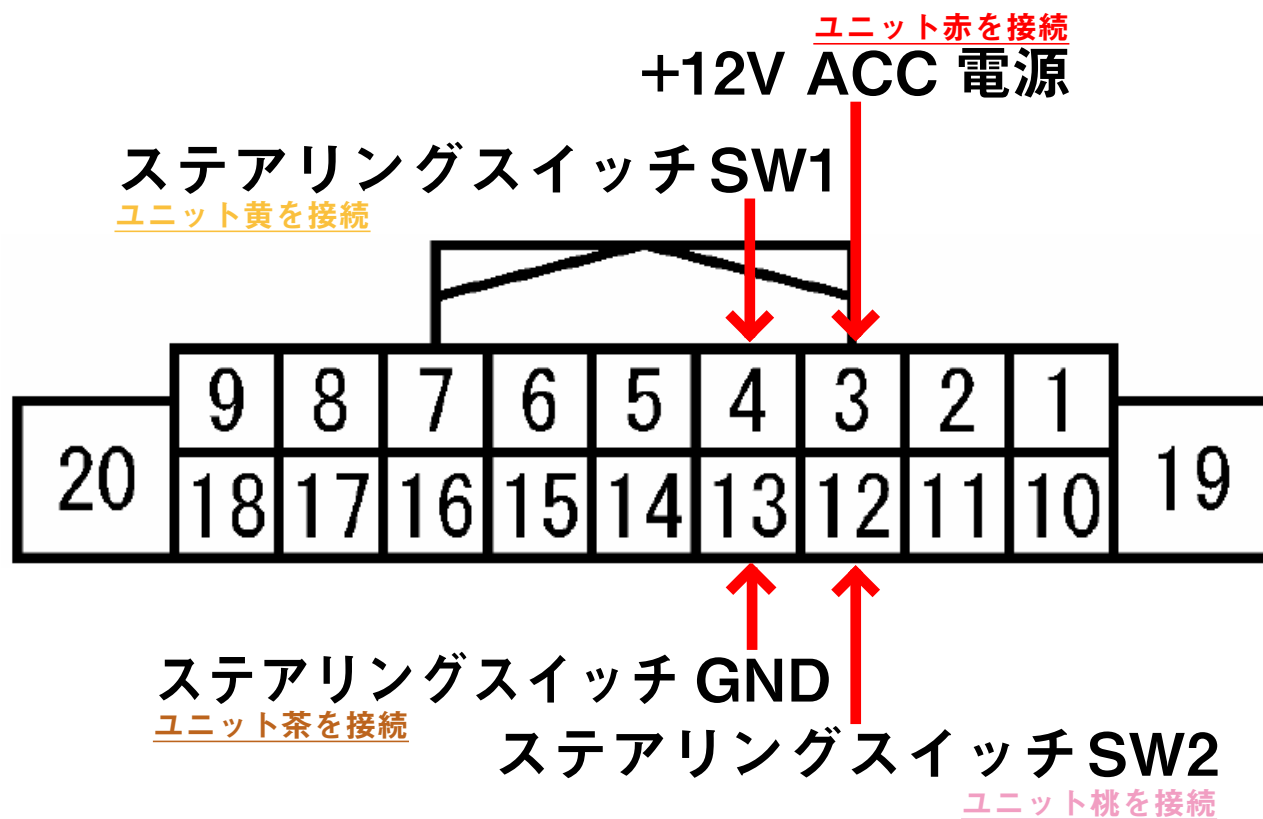 ユニット赤を接続
+12V ACC 電源
ステアリングスイッチSW1
ユニット黄を接続
9 8 7 6 5 4 3 2 1
20 19
18 17 16 15 14 13 12 11 10
ステアリングスイッチ GND
ユニット茶を接続
ステアリングスイッチSW2
ユニット桃を接続